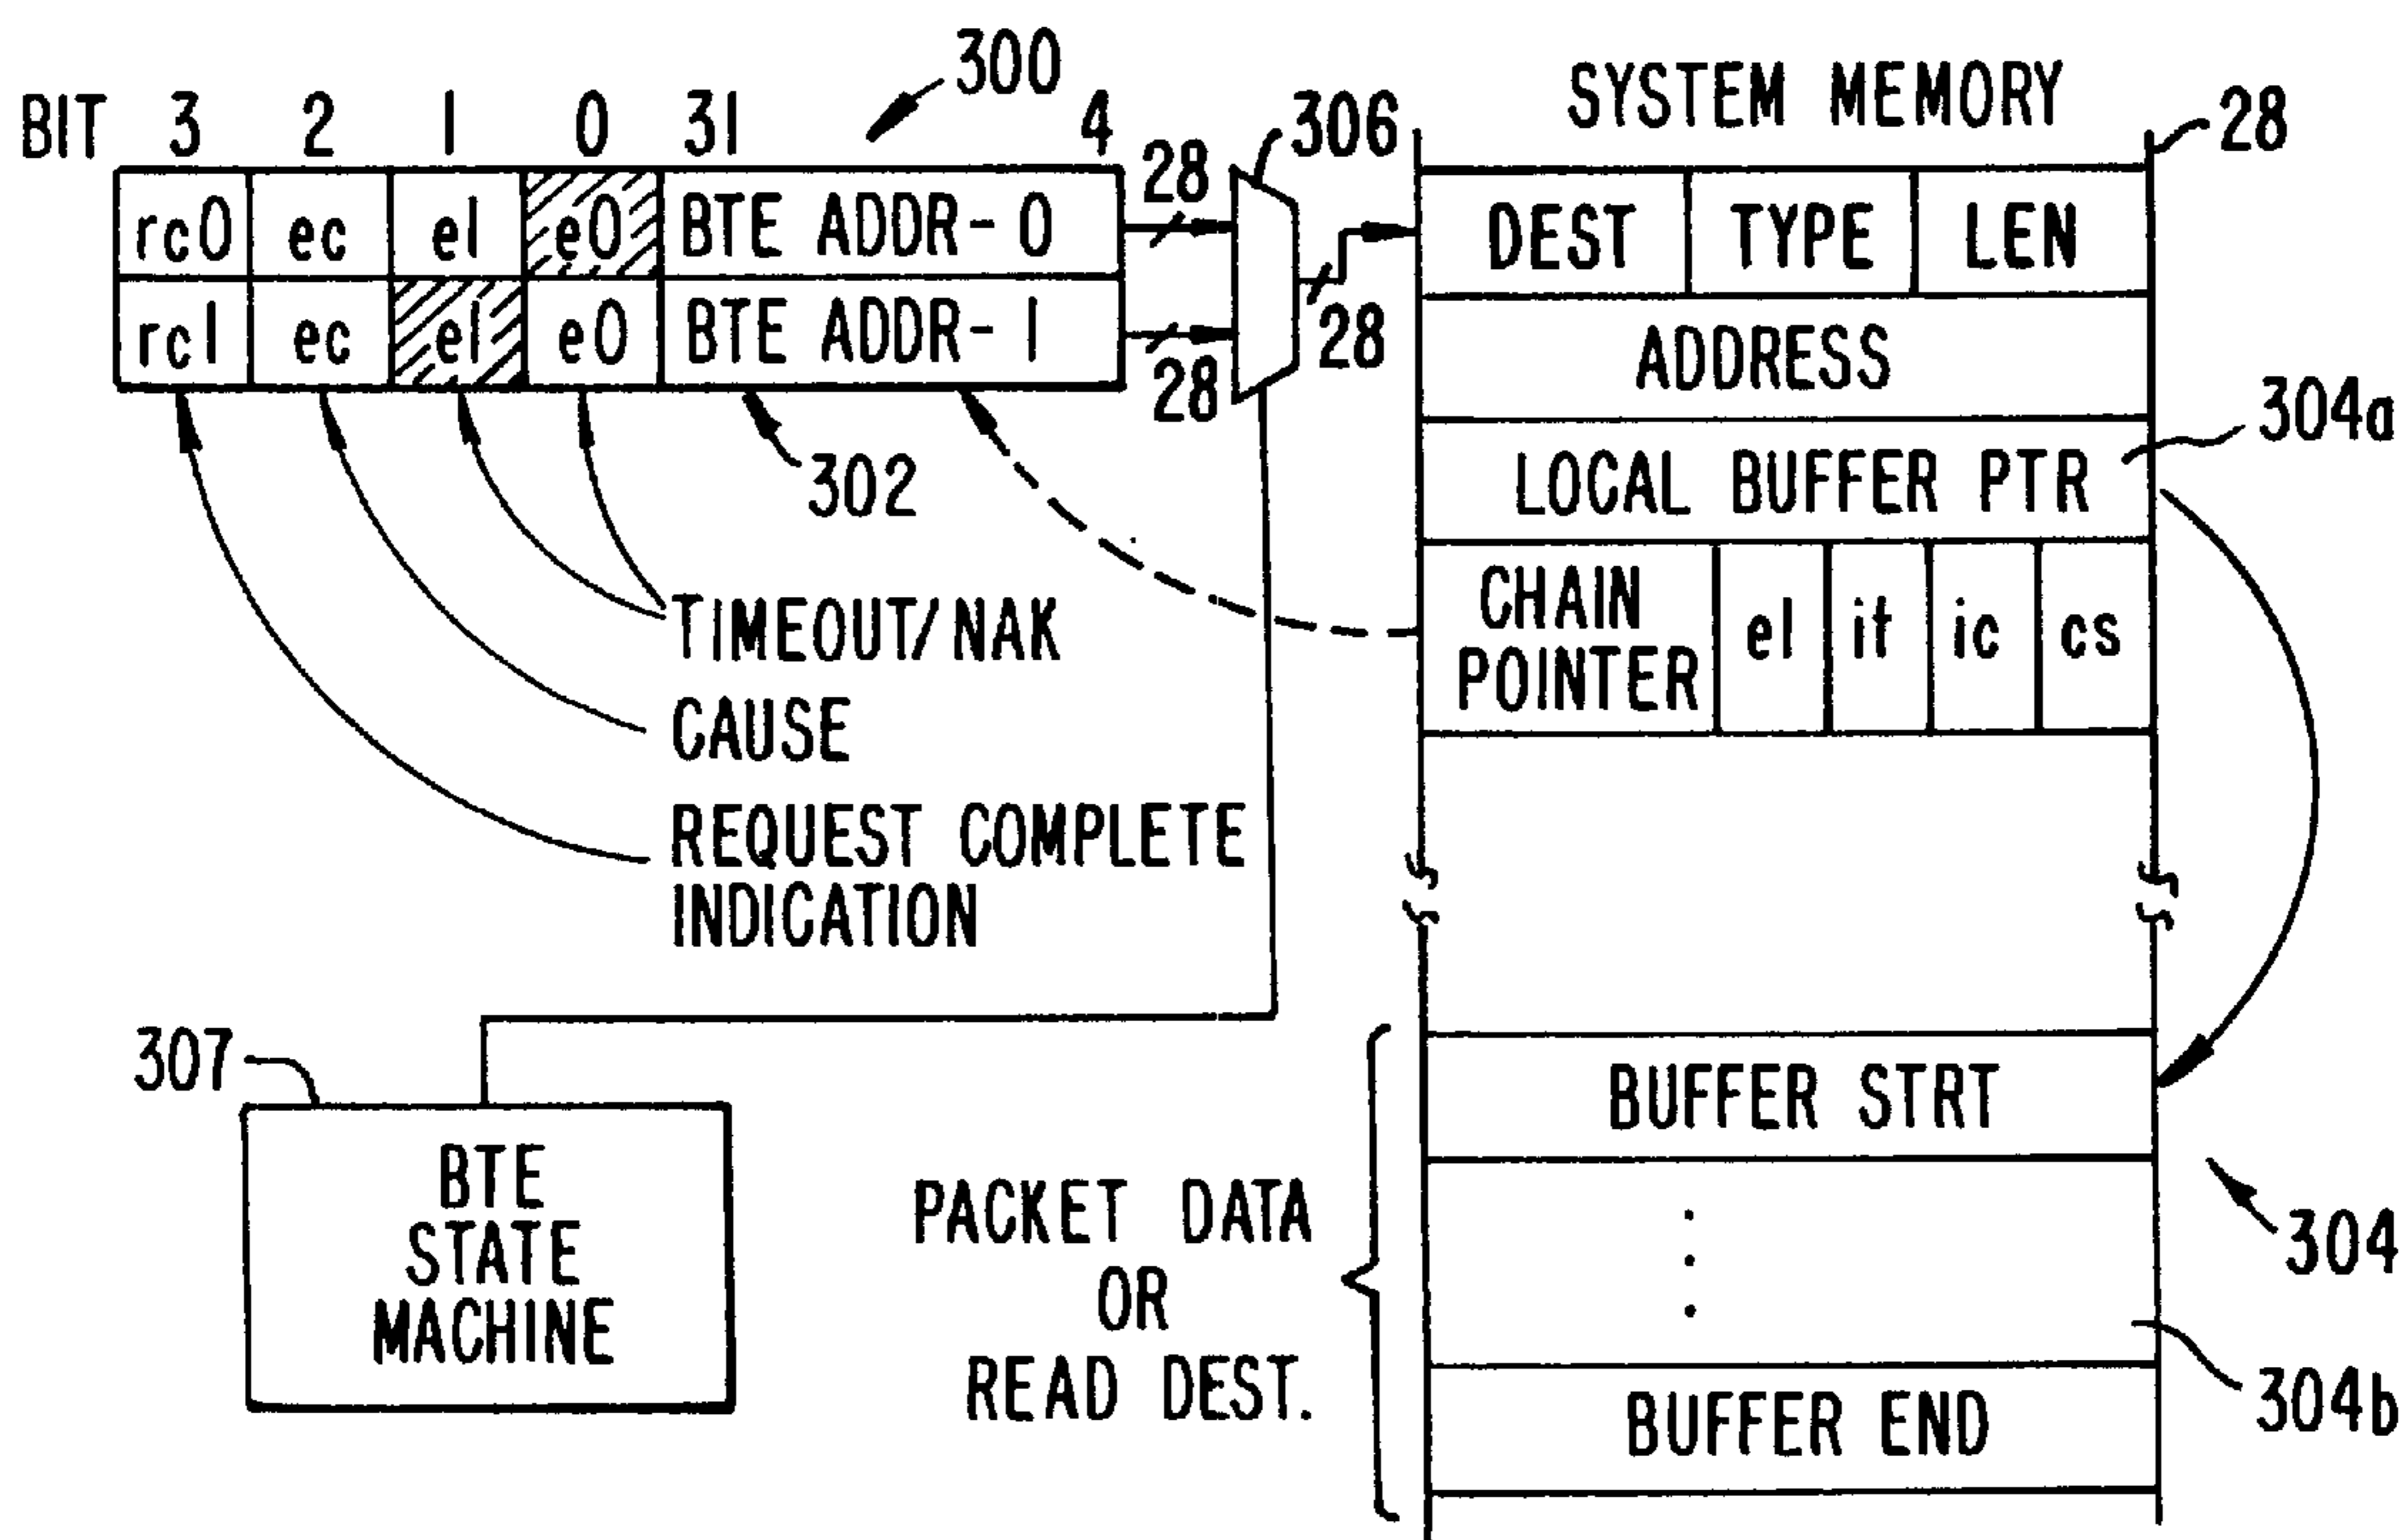 300
SYSTEM MEMORY
BIT 3 2 1 0 31 4
28
306
28
rc0 ec e1 e0 BTE ADDR-0
DEST TYPE LEN
rc1 ec e1 e0 BTE ADDR-1
28
28
ADDRESS
302
304a
LOCAL BUFFER PTR
TIMEOUT/NAK
CHAIN
POINTER
el it ic cs
CAUSE
REQUEST COMPLETE
INDICATION
307
BTE
STATE
MACHINE
BUFFER STRT
PACKET DATA
OR
READ DEST.
304
304b
BUFFER END